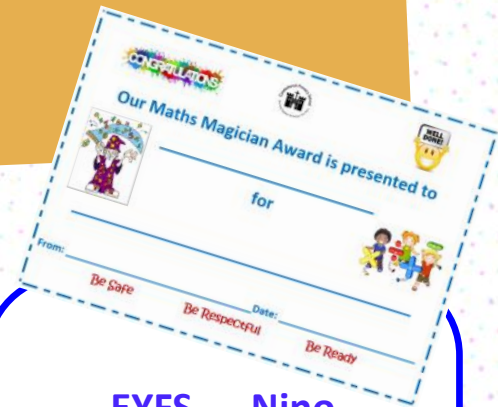 CONGRATULATIONS
WELL DONE!
Our Maths Magician Award is presented to
for
From:
Date:
Be Safe
Be Respectful
Be Ready
EYFS Nino